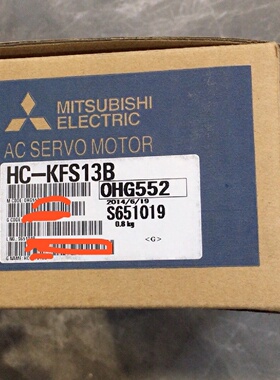 MITSUBISHI
ELECTRIC
AC SERVO MOTOR
HC-KFS13B
OHG552
2014/6/19
S651019
0.8 kg
<G>